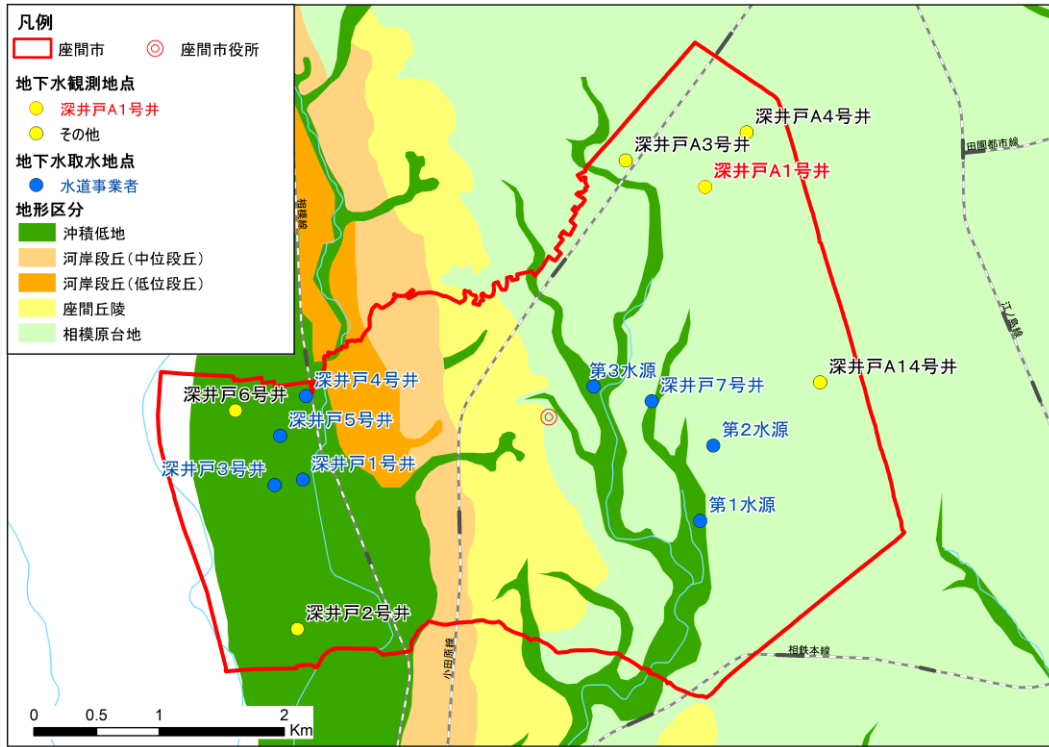 凡例
座間市
座間市役所
地下水観測地点
深井戸A1号井
その他
地下水取水地点
水道事業者
地形区分
沖積低地
河岸段丘(中位段丘)
河岸段丘(低位段丘)
座間丘陵
相模原台地
相模線
深井戸A4号井
深井戸A3号井
深井戸A1号井
田園都市線
江ノ島線
深井戸4号井
深井戸6号井
深井戸5号井
深井戸3号井
深井戸1号井
第3水源
深井戸7号井
深井戸A14号井
第2水源
第1水源
深井戸2号井
小田原線
相鉄本線
0 0.5 1 2
Km